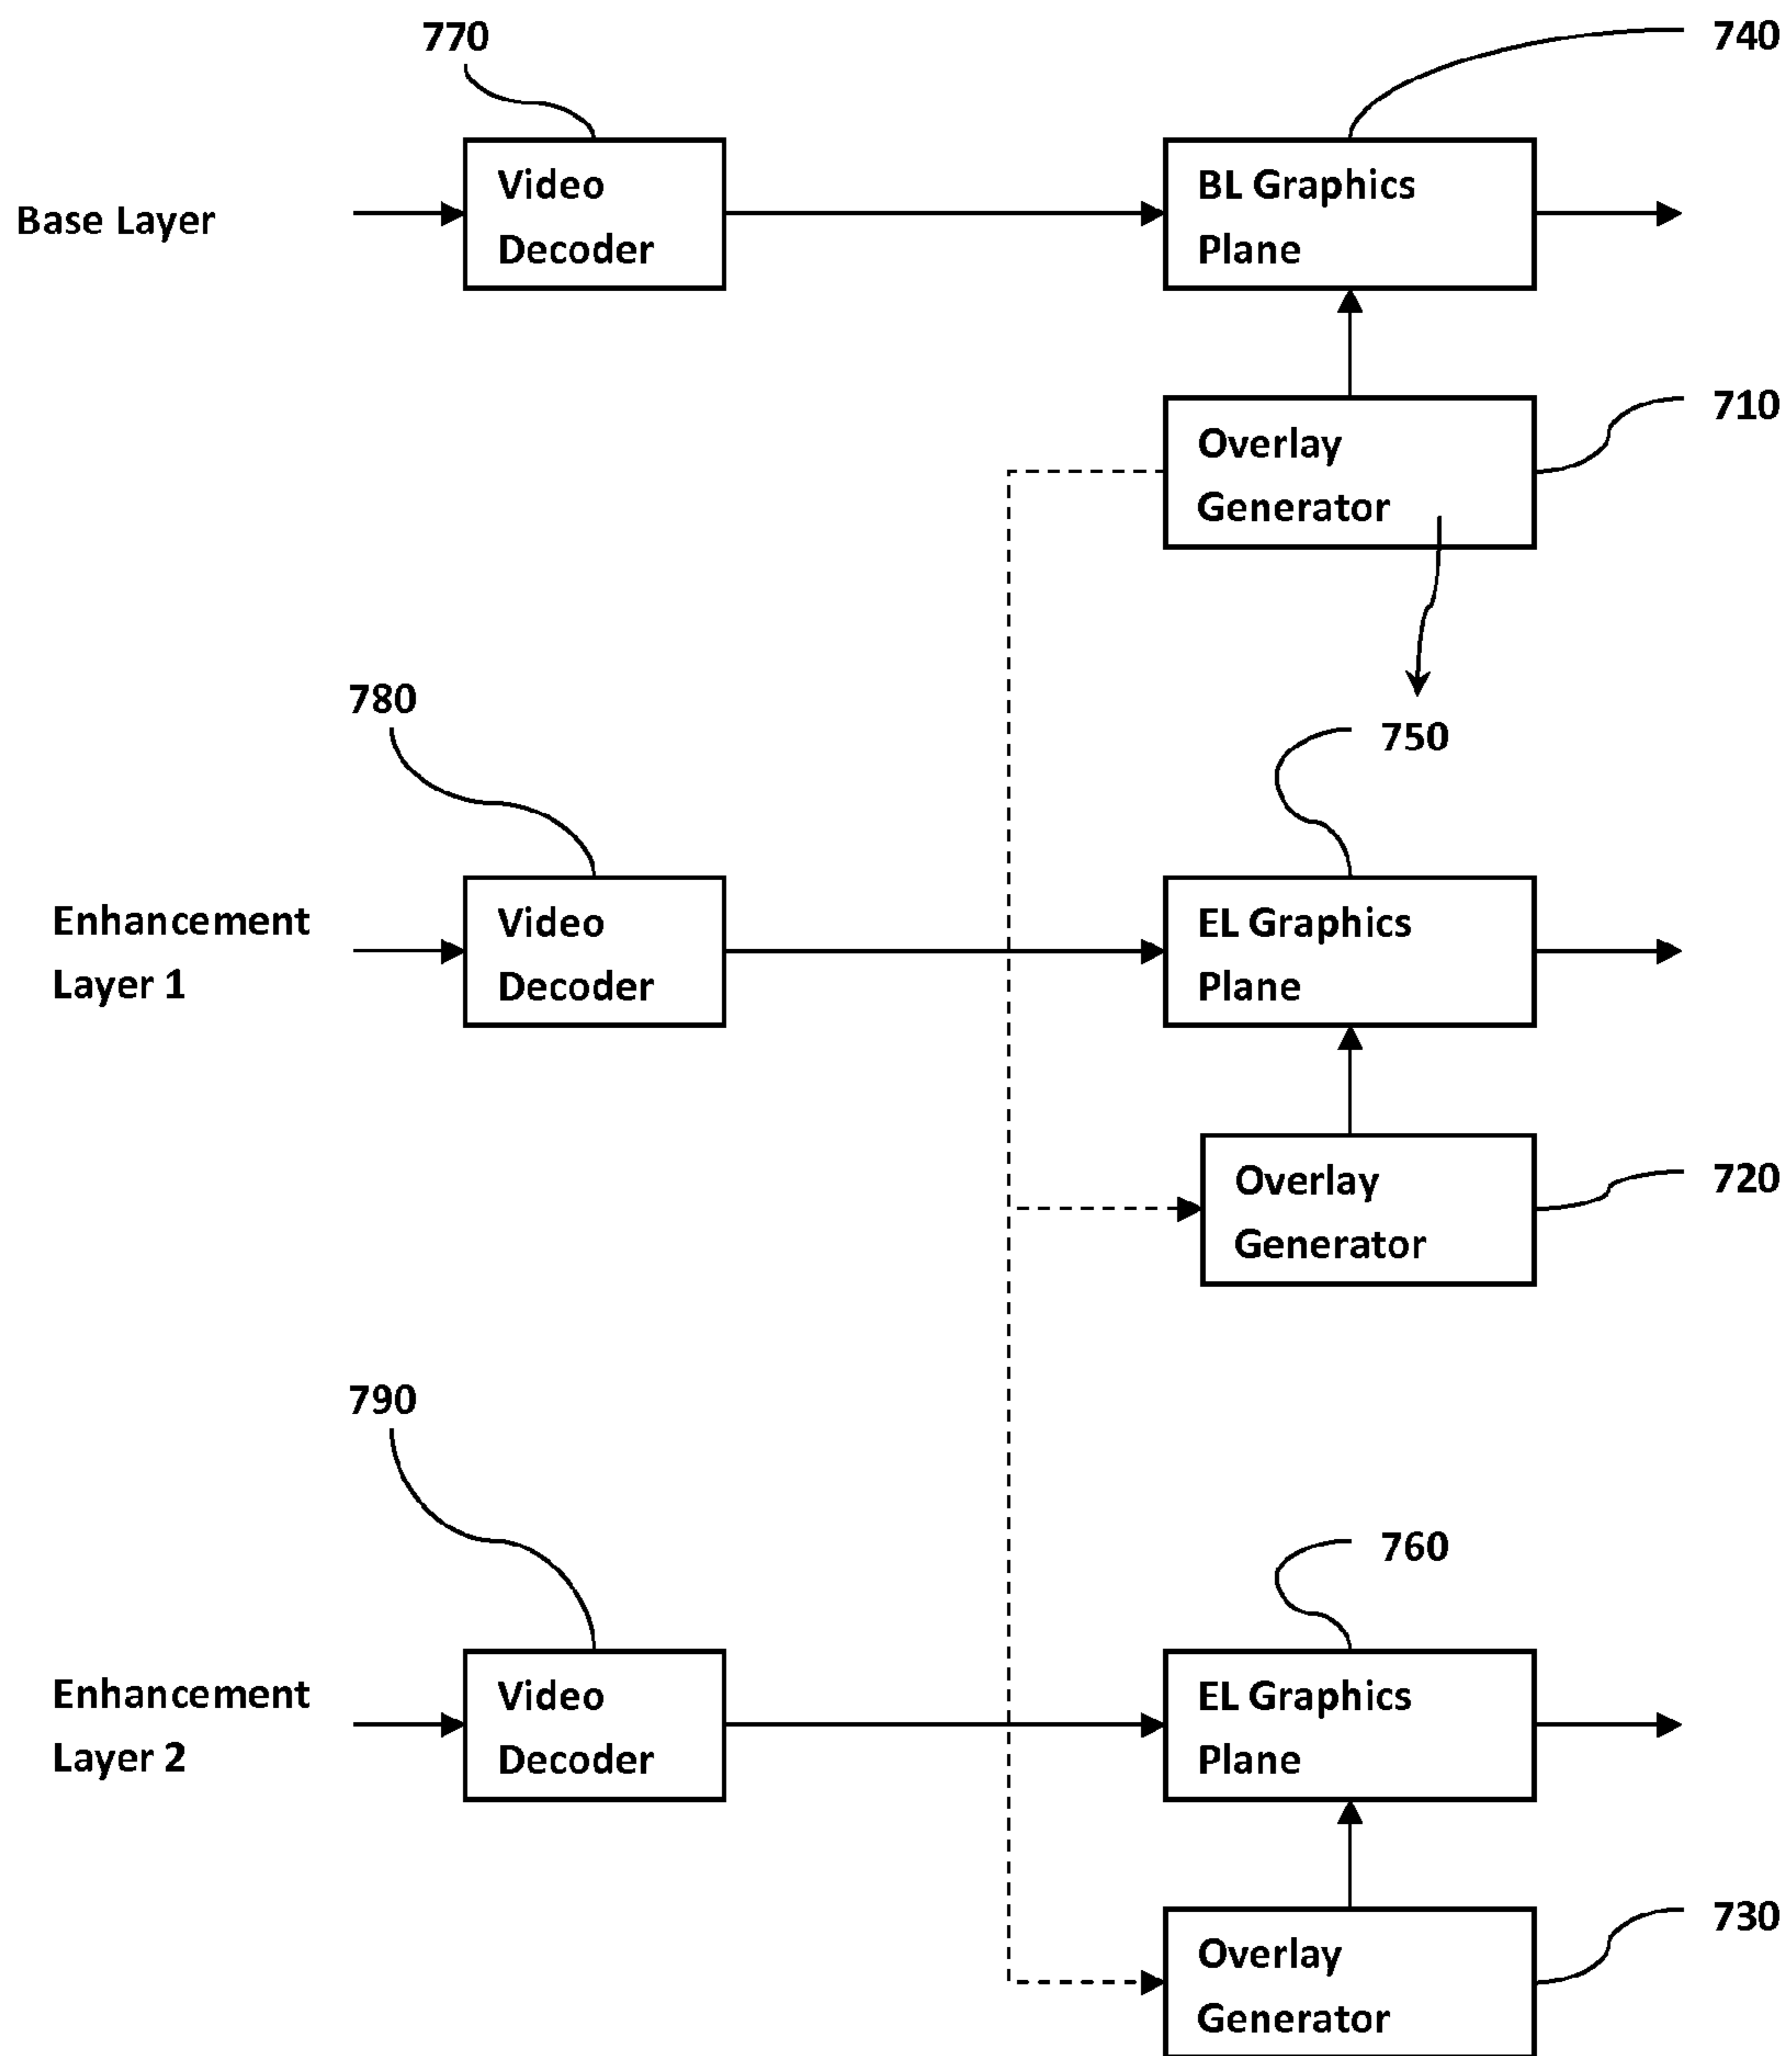 770
740
Video
Decoder
BL Graphics
Plane
Base Layer
710
Overlay
Generator
780
750
Enhancement
Layer 1
Video
Decoder
EL Graphics
Plane
720
Overlay
Generator
790
760
Enhancement
Layer 2
Video
Decoder
EL Graphics
Plane
730
Overlay
Generator